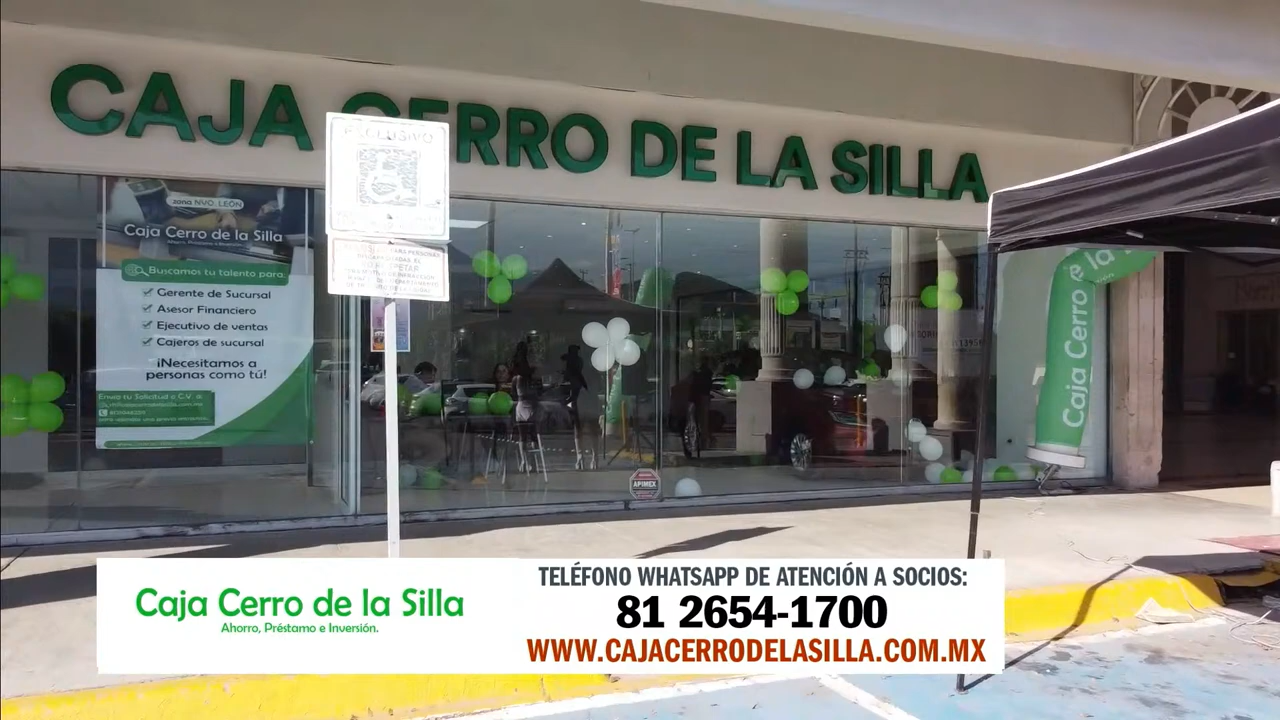 CAJA CERRO DE LA SILLA
EXCLUSIVO
zona NVO. LEÓN
Caja Cerro de la Silla
Buscamos tu talento para:
Gerente de Sucursal
Asesor Financiero
Ejecutivo de ventas
Cajeros de sucursal
¡Necesitamos a
personas como tú!
Envía tu Solicitud o C.V.
APIMEX
Caja Cerro e la
Caja Cerro de la Silla
Ahorro, Préstamo e Inversión.
TELÉFONO WHATSAPP DE ATENCIÓN A SOCIOS:
81 2654-1700
WWW.CAJACERRODELASILLA.COM.MX